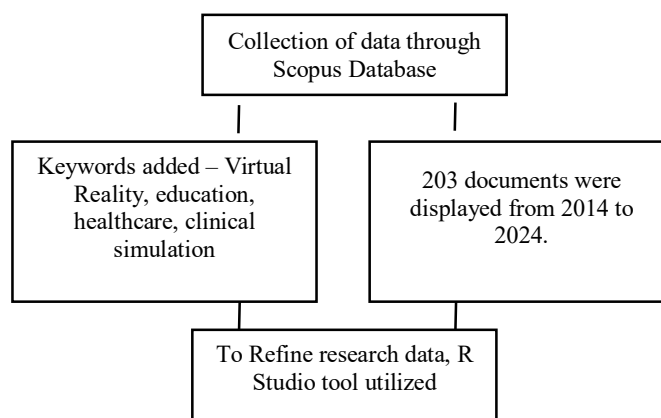 Collection of data through
Scopus Database
Keywords added – Virtual
Reality, education,
healthcare, clinical
simulation
203 documents were
displayed from 2014 to
2024.
To Refine research data, R
Studio tool utilized